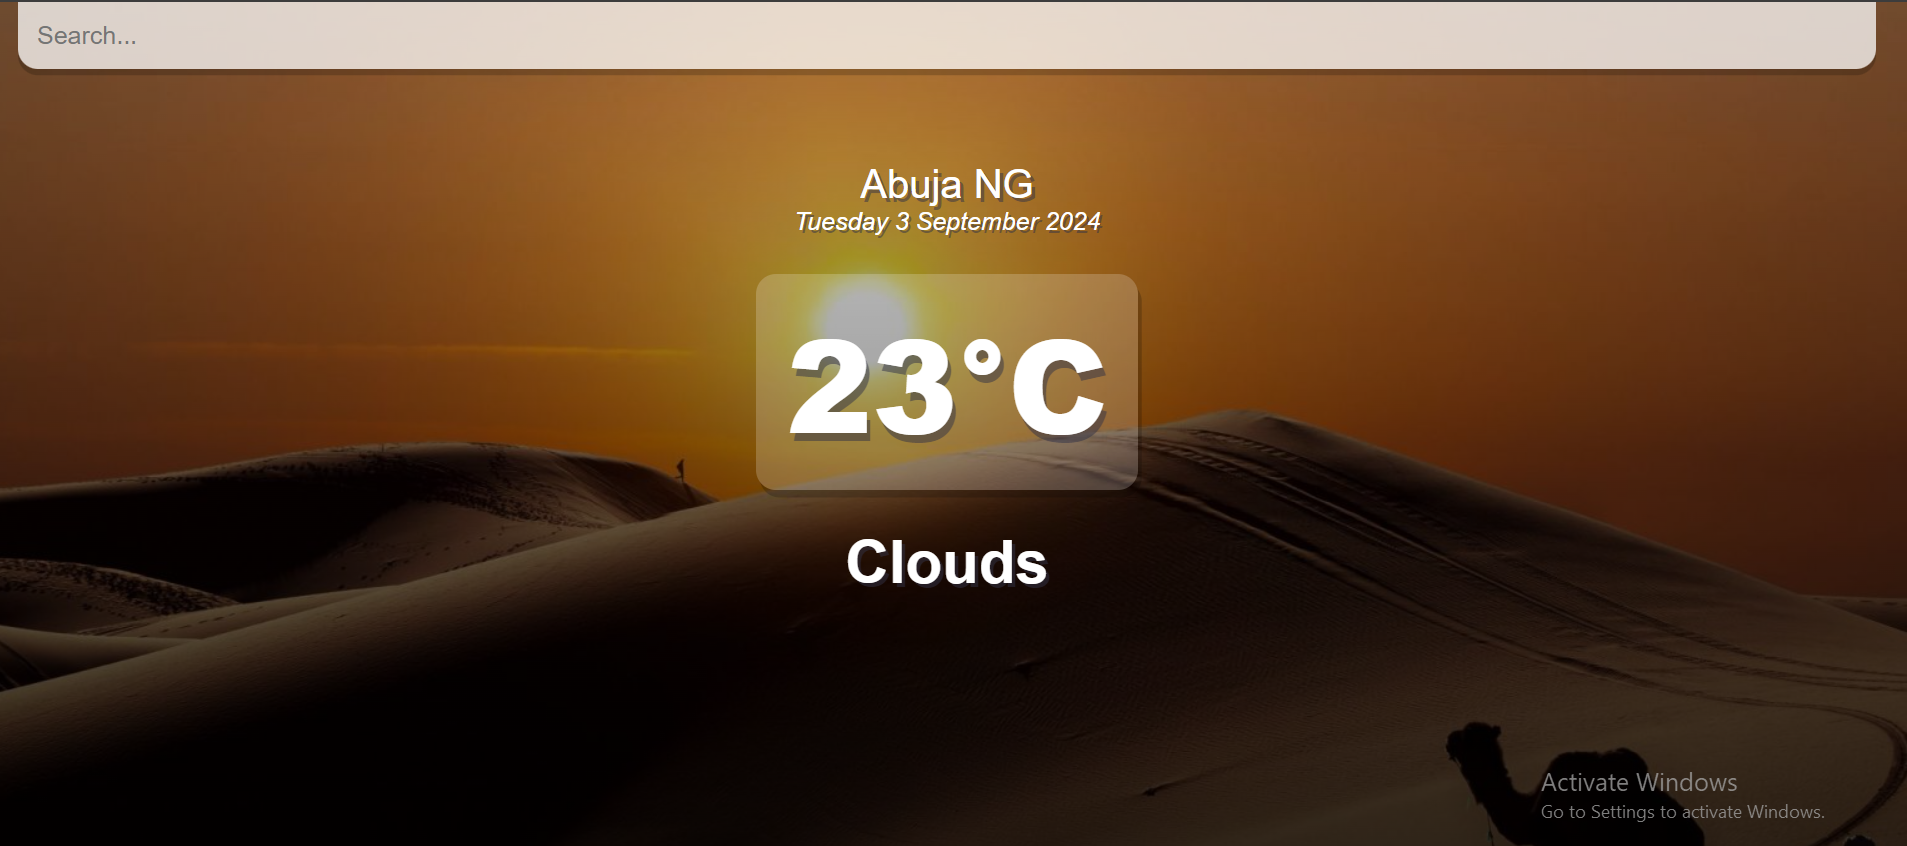 Search...
Abuja NG
Tuesday 3 September 2024
23°C
Clouds
Activate Windows
Go to Settings to activate Windows.